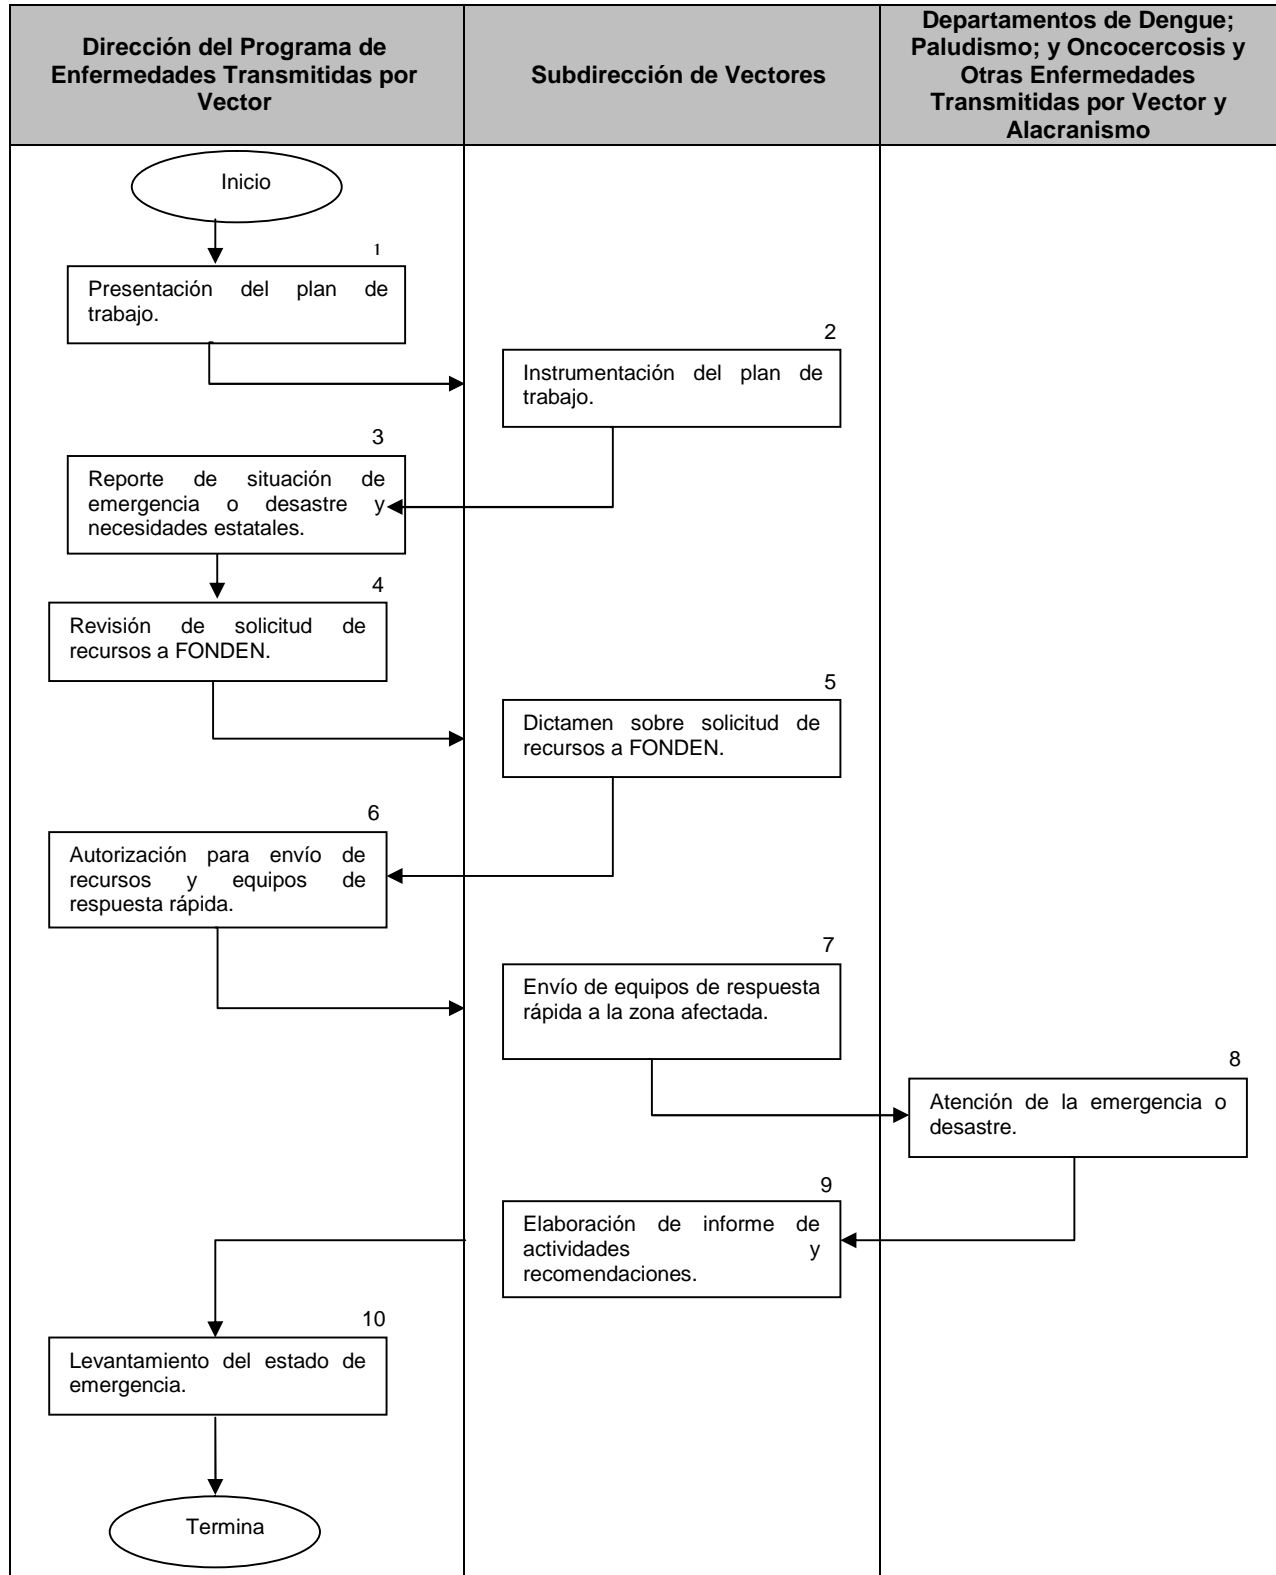 Dirección del Programa de
Enfermedades Transmitidas por
Vector
Subdirección de Vectores
Departamentos de Dengue;
Paludismo; y Oncocercosis y
Otras Enfermedades
Transmitidas por Vector y
Alacranismo
Inicio
1
Presentación del plan de
trabajo.
2
Instrumentación del plan de
trabajo.
3
Reporte de situación de
emergencia o desastre y
necesidades estatales.
4
Revisión de solicitud de
recursos a FONDEN.
5
Dictamen sobre solicitud de
recursos a FONDEN.
6
Autorización para envío de
recursos y equipos de
respuesta rápida.
7
Envío de equipos de respuesta
rápida a la zona afectada.
8
Atención de la emergencia o
desastre.
9
Elaboración de informe de
actividades y
recomendaciones.
10
Levantamiento del estado de
emergencia.
Termina